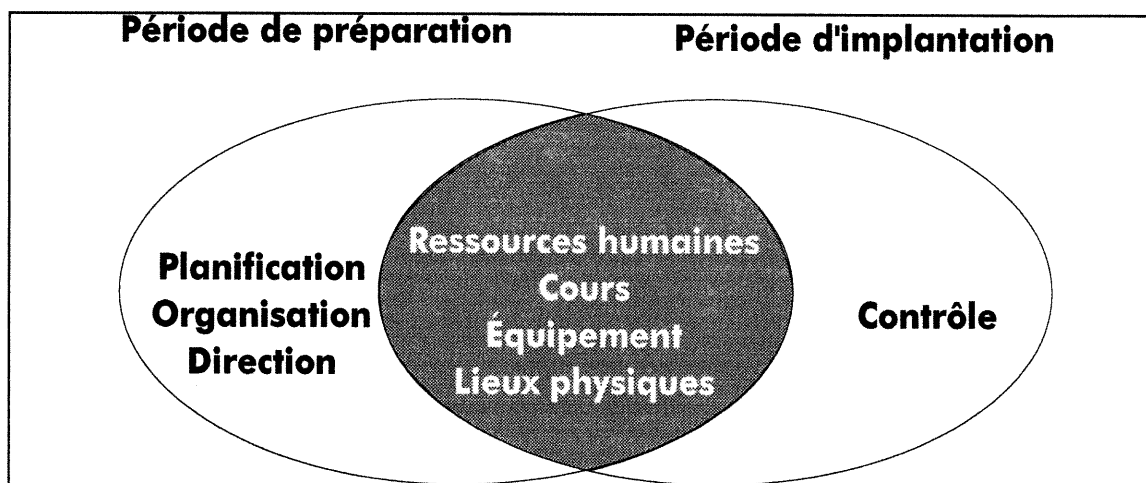 Période de préparation
Période d'implantation
Planification
Organisation
Direction
Ressources humaines
Cours
Équipement
Lieux physiques
Contrôle